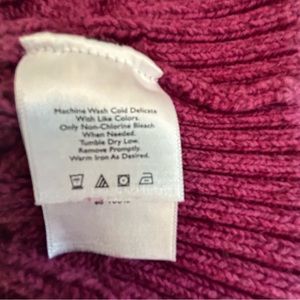 Machine Wash Cold Delicate
With Like Colors.
Only Non-Chlorine Bleach
When Needed.
Tumble Dry Low.
Remove Promptly.
Warm Iron As Desired.